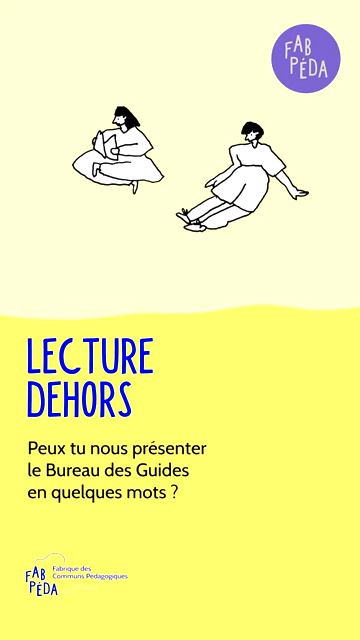 FAB
PÉDA
LECTURE
DEHORS
Peux tu nous présenter
le Bureau des Guides
en quelques mots ?
FAB
PÉDA
Fabrique des
Communs Pédagogiques